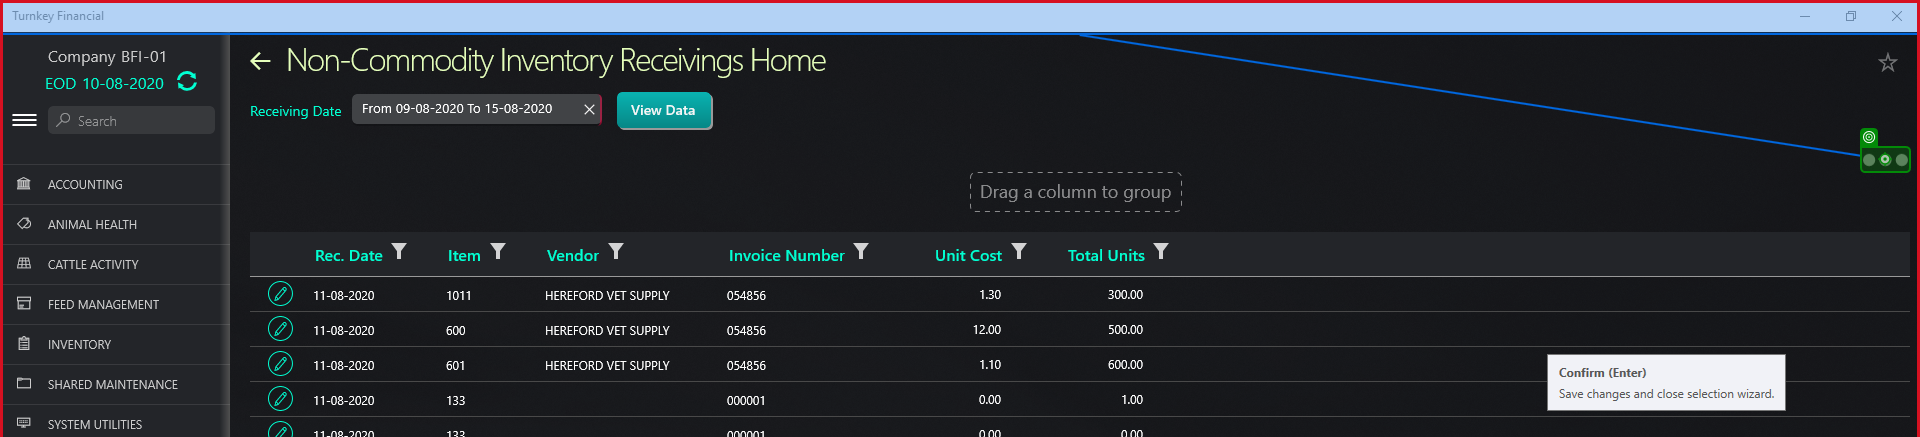 Turnkey Financial
Company BFI-01
EOD 10-08-2020
Search
ACCOUNTING
ANIMAL HEALTH
CATTLE ACTIVITY
FEED MANAGEMENT
INVENTORY
SHARED MAINTENANCE
SYSTEM UTILITIES
Non-Commodity Inventory Receivings Home
Receiving Date From 09-08-2020 To 15-08-2020 View Data
Drag a column to group
Rec. Date Item Vendor Invoice Number Unit Cost Total Units
11-08-2020 1011 HEREFORD VET SUPPLY 054856 1.30 300.00
11-08-2020 600 HEREFORD VET SUPPLY 054856 12.00 500.00
11-08-2020 601 HEREFORD VET SUPPLY 054856 1.10 600.00
11-08-2020 133 000001 0.00 1.00
11-08-2020 133 000001 0.00 0.00
Confirm (Enter)
Save changes and close selection wizard.